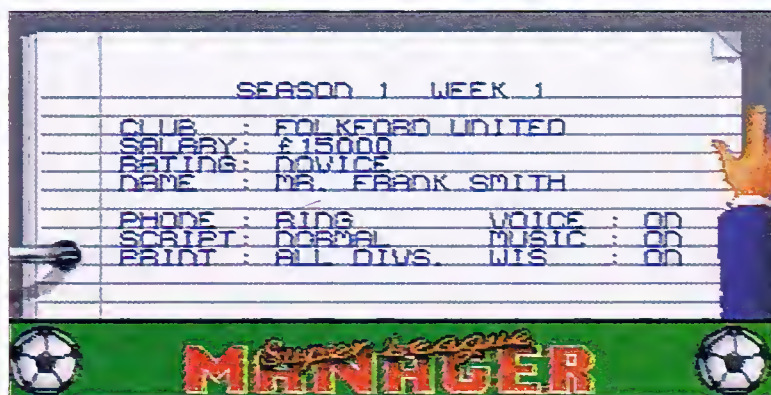 SEASON 1 WEEK 1
CLUB : FOLKFORD UNITED
SALARY: £15000
RATING: NOVICE
NAME : MR. FRANK SMITH
PHONE : RING VOICE : ON
SCRIPT: NORMAL MUSIC : ON
PRINT : ALL DIVS. WIS : ON
Super League
MANAGER